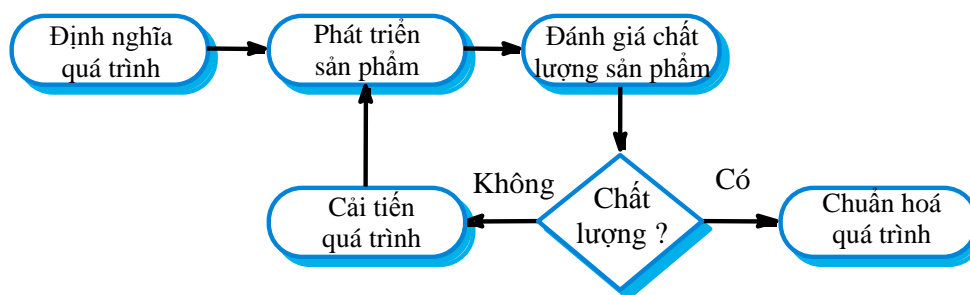 Định nghĩa
quá trình
Phát triển
sản phẩm
Đánh giá chất
lượng sản phẩm
Không
Có
Cải tiến
quá trình
Chất
lượng ?
Chuẩn hoá
quá trình